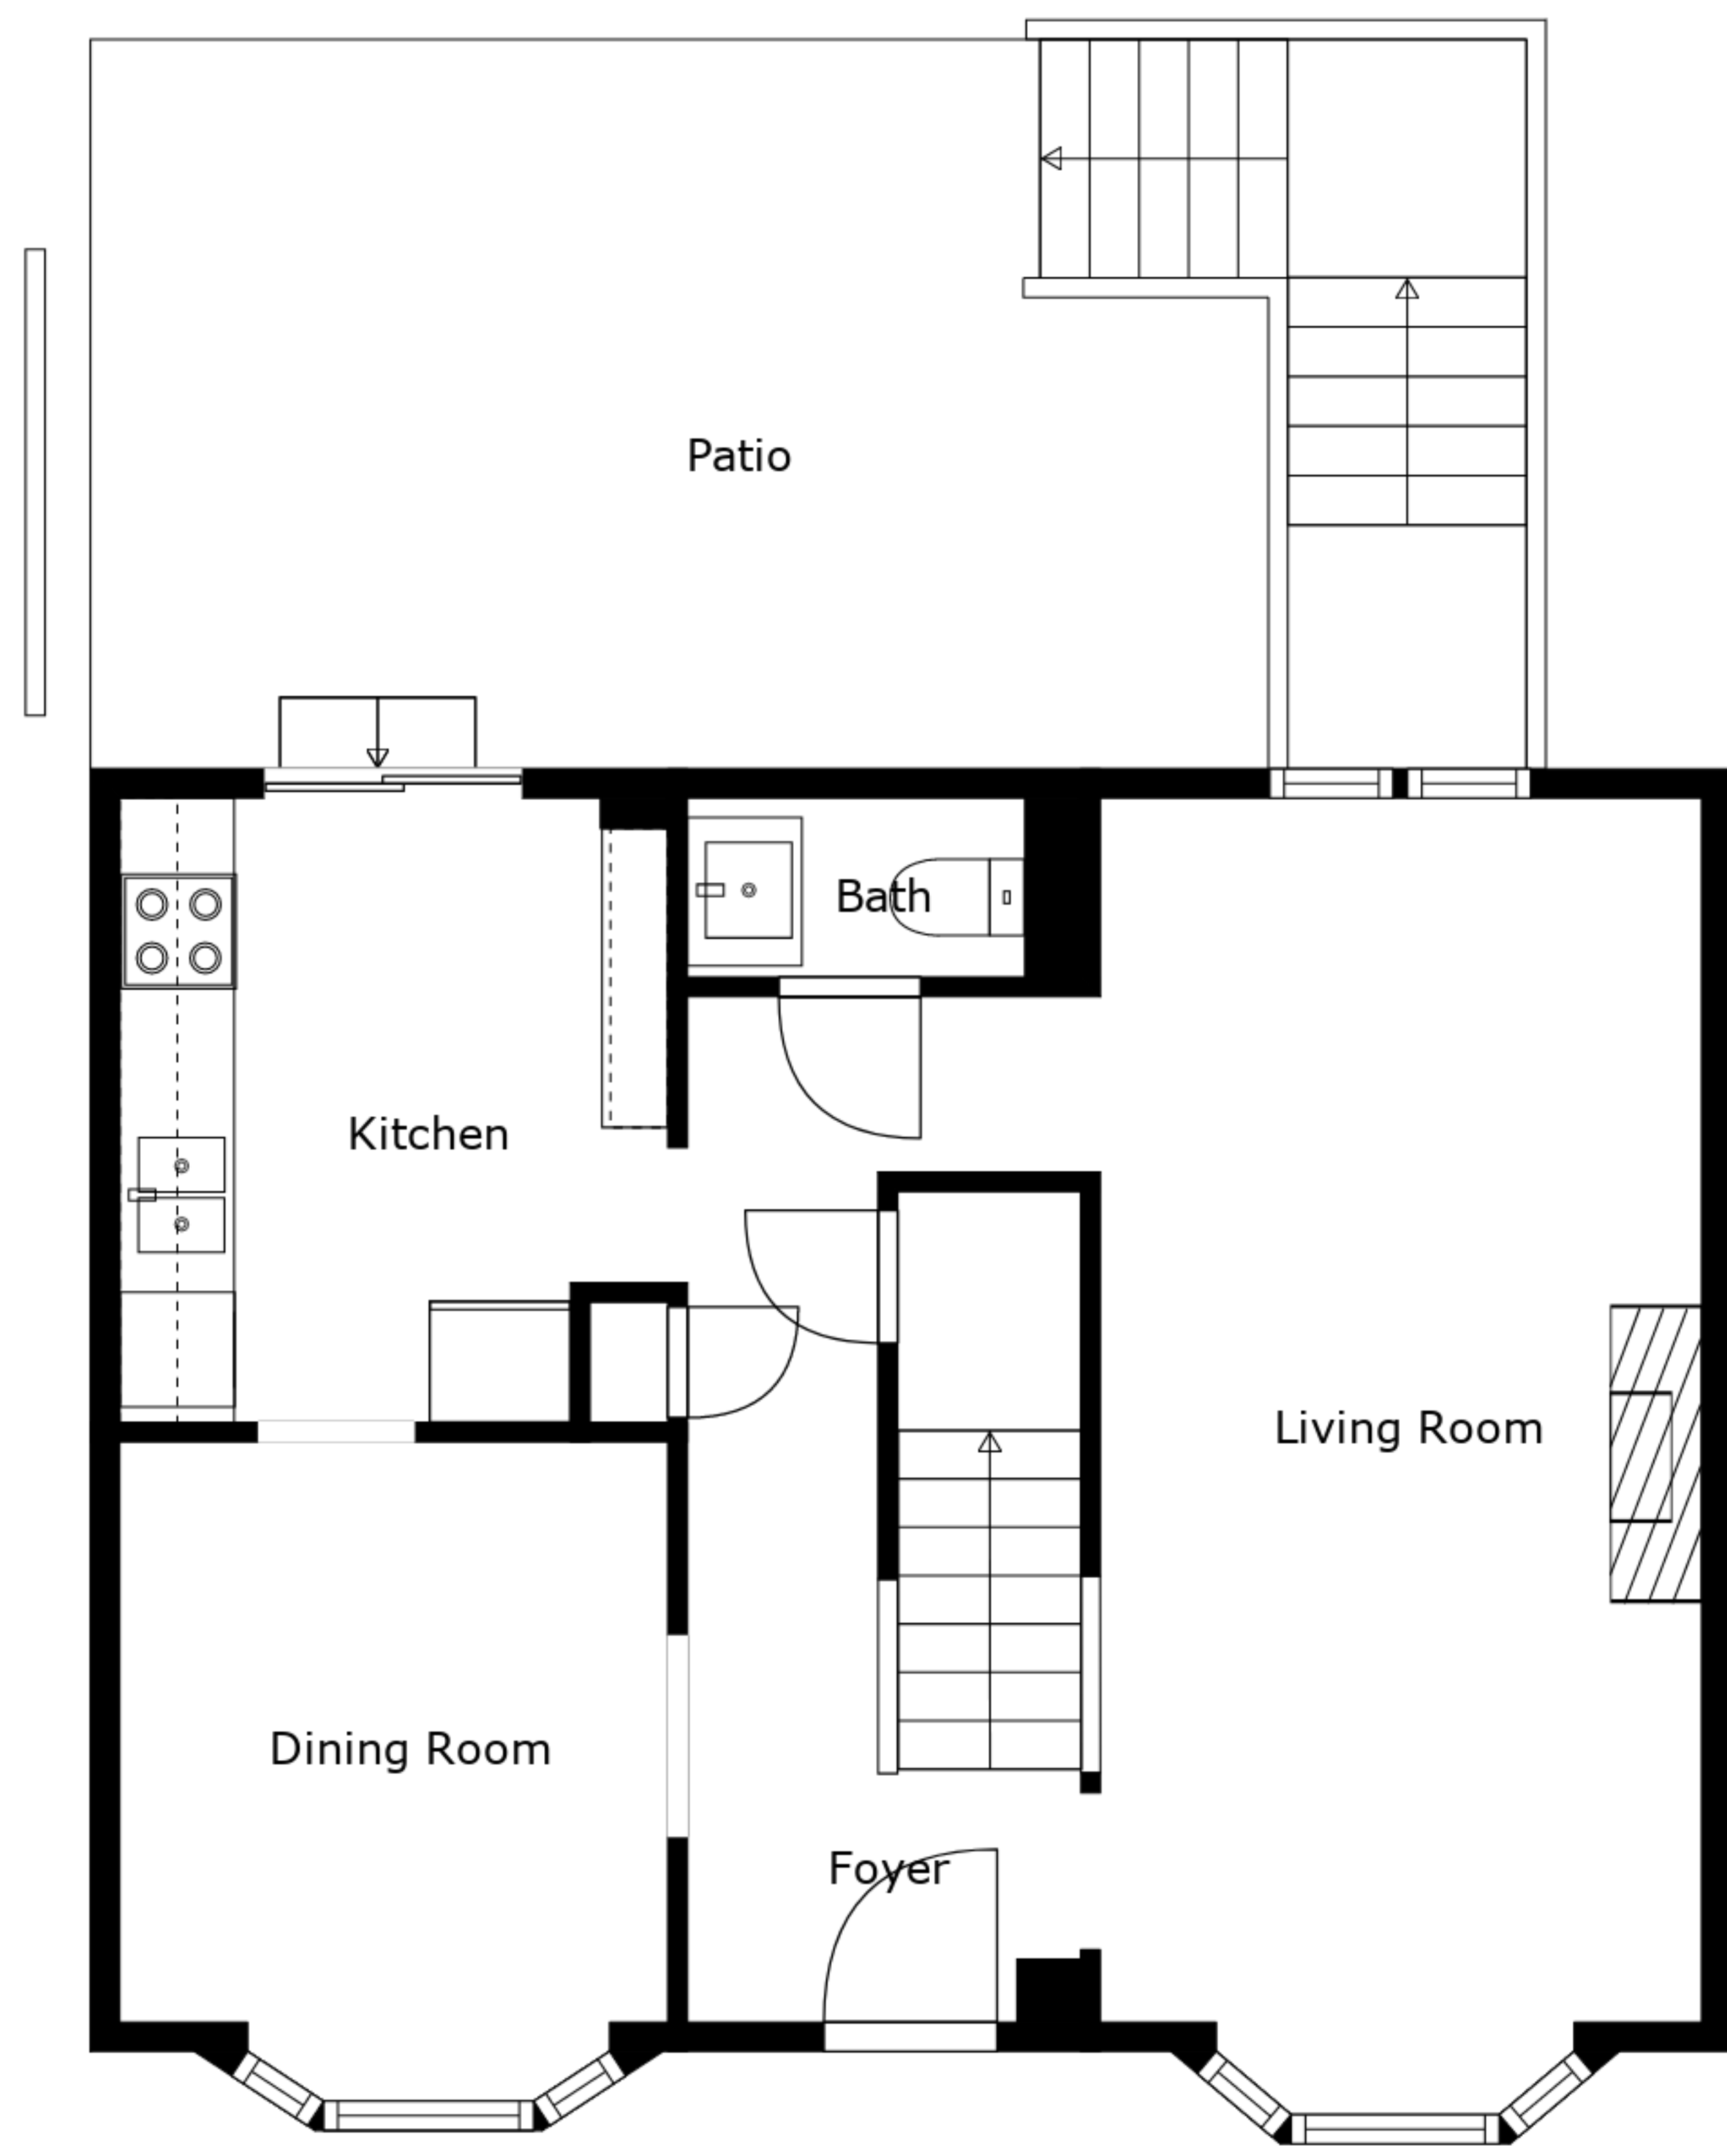 Patio
Bath
Kitchen
Living Room
Dining Room
Foyer